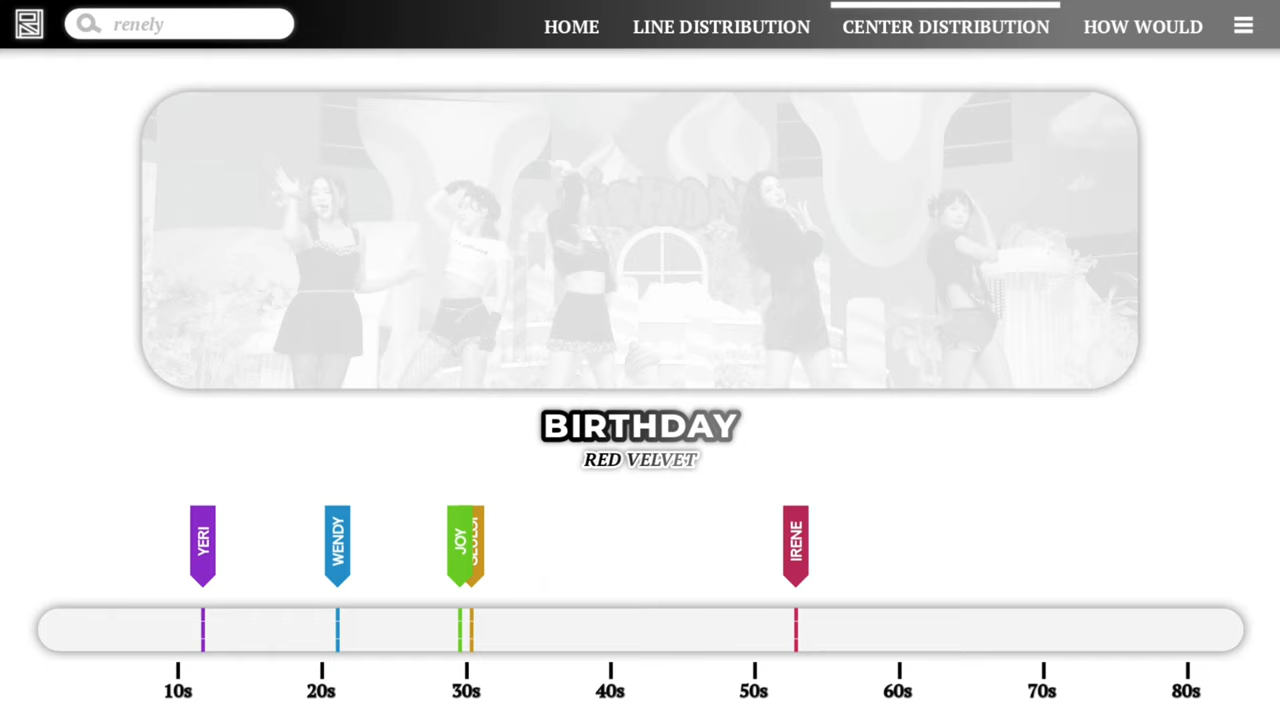 renely
HOME LINE DISTRIBUTION CENTER DISTRIBUTION HOW WOULD
BIRTHDAY
RED VELVET
YERI WENDY JOY IRENE
10s 20s 30s 40s 50s 60s 70s 80s